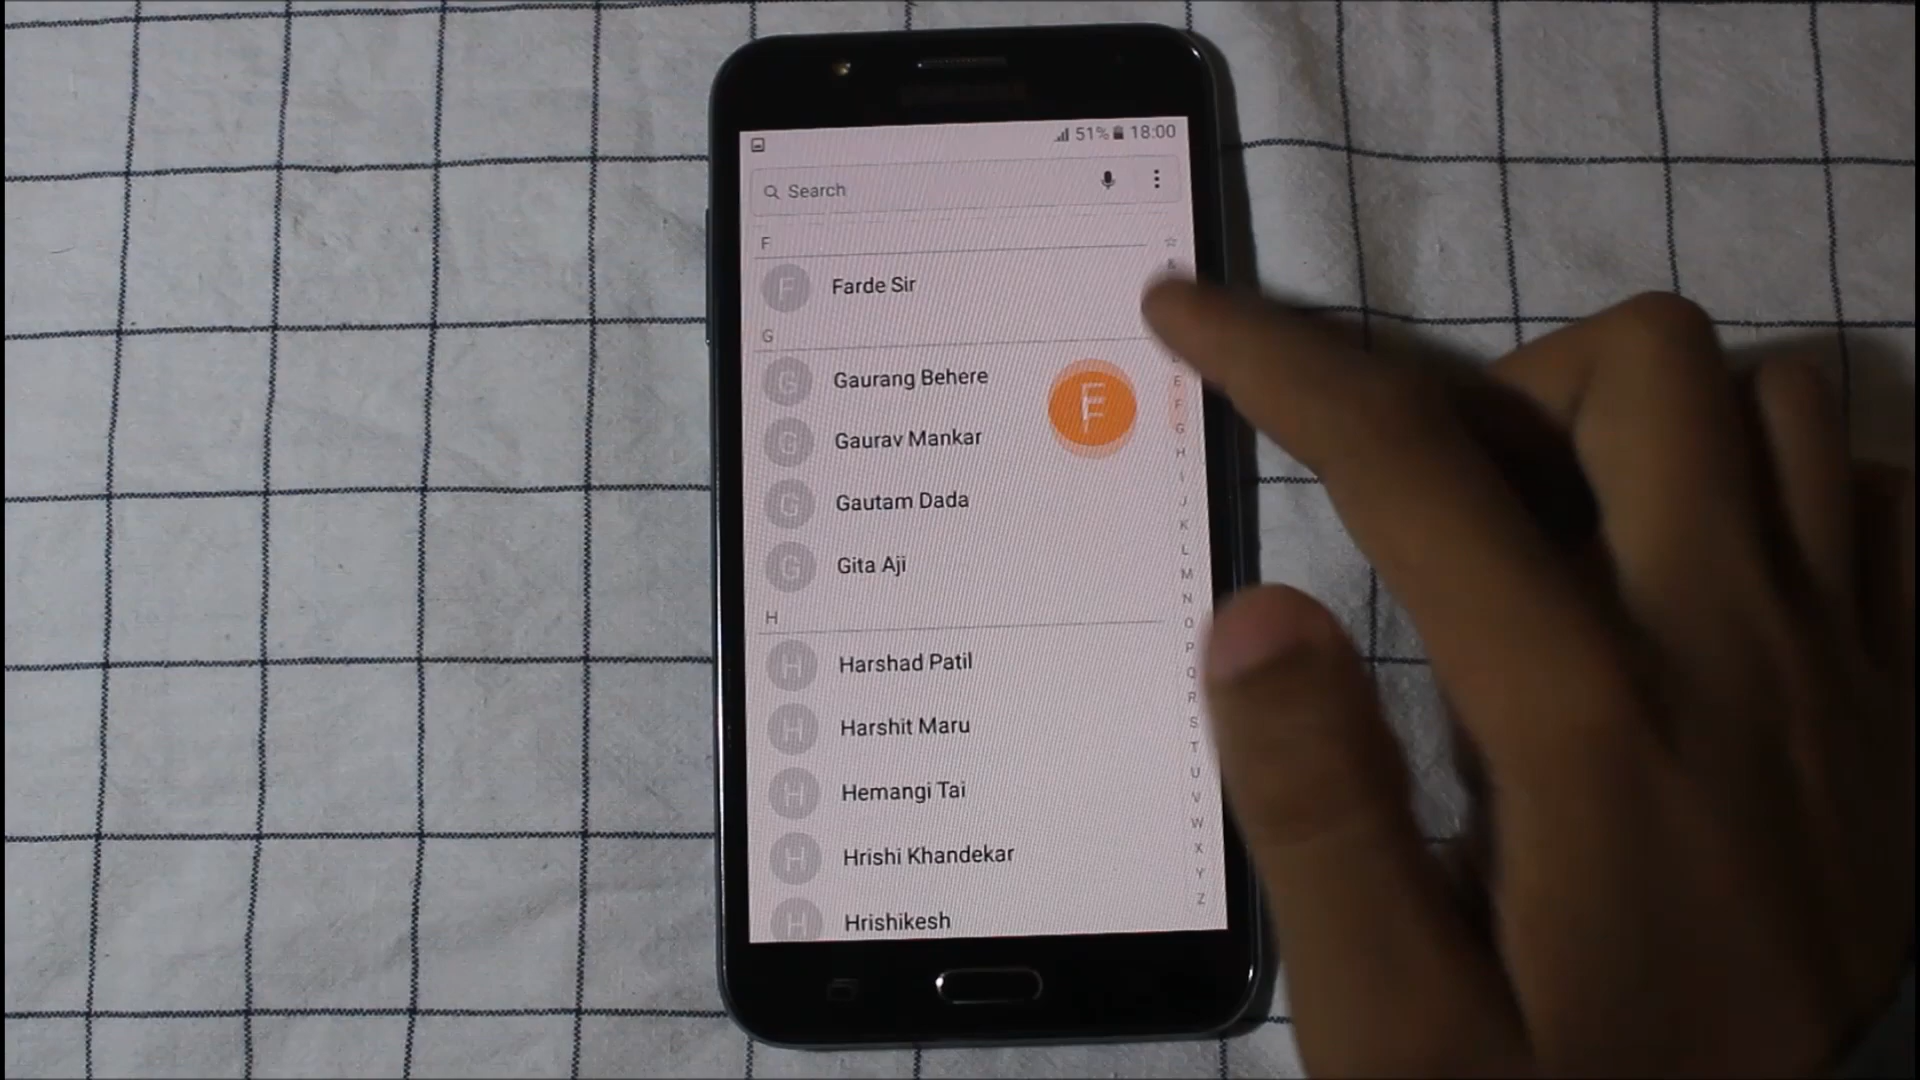 51% 18:00
Search
F
Farde Sir
G
Gaurang Behere
F
Gaurav Mankar
Gautam Dada
Gita Aji
H
Harshad Patil
Harshit Maru
Hemangi Tai
Hrishi Khandekar
Hrishikesh
&
E
F
G
H
I
J
K
L
M
N
O
P
Q
R
S
T
U
V
W
X
Y
Z